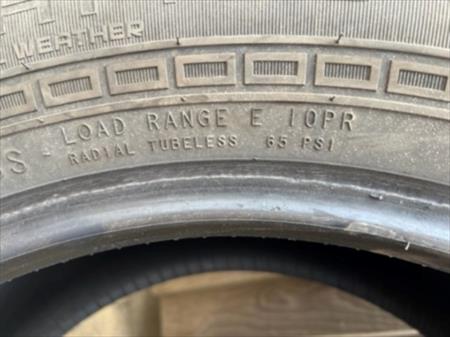 WEATHER
LOAD RANGE E 10PR
RADIAL TUBELESS 65 PSI